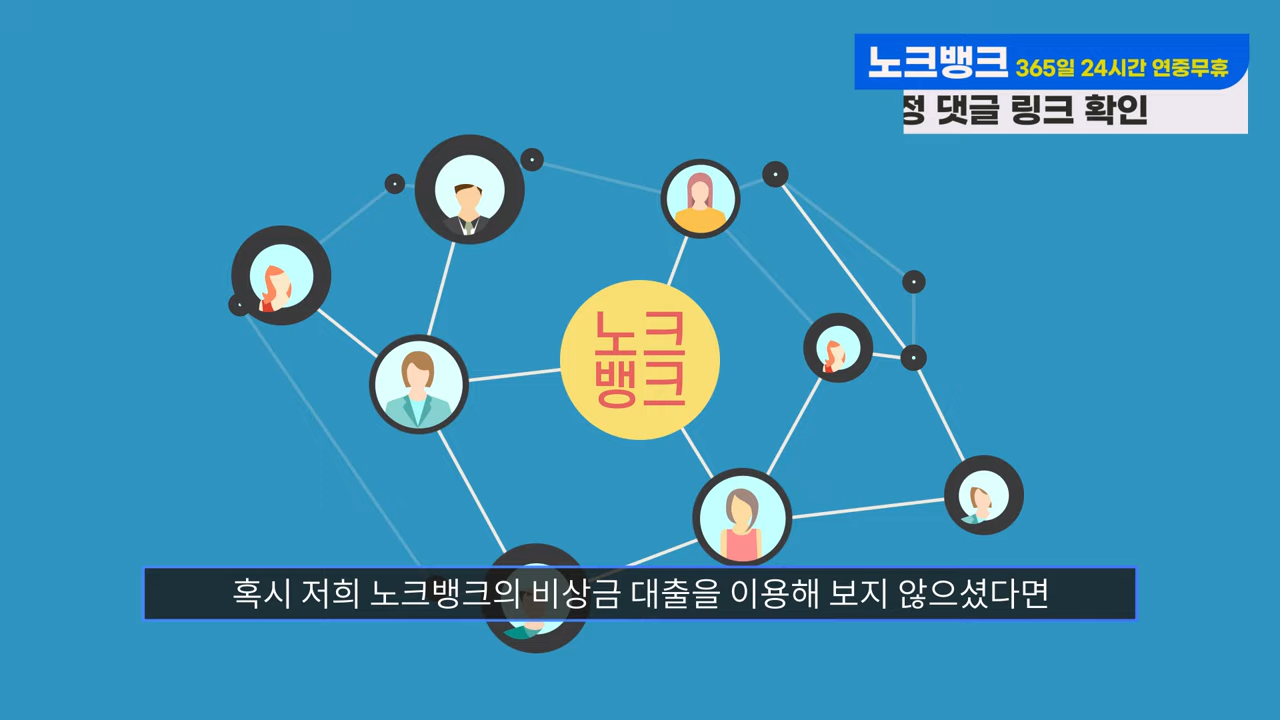 노크뱅크 365일 24시간 연중무휴
댓글 링크 확인
노크
뱅크
혹시 저희 노크뱅크의 비상금 대출을 이용해 보지 않으셨다면